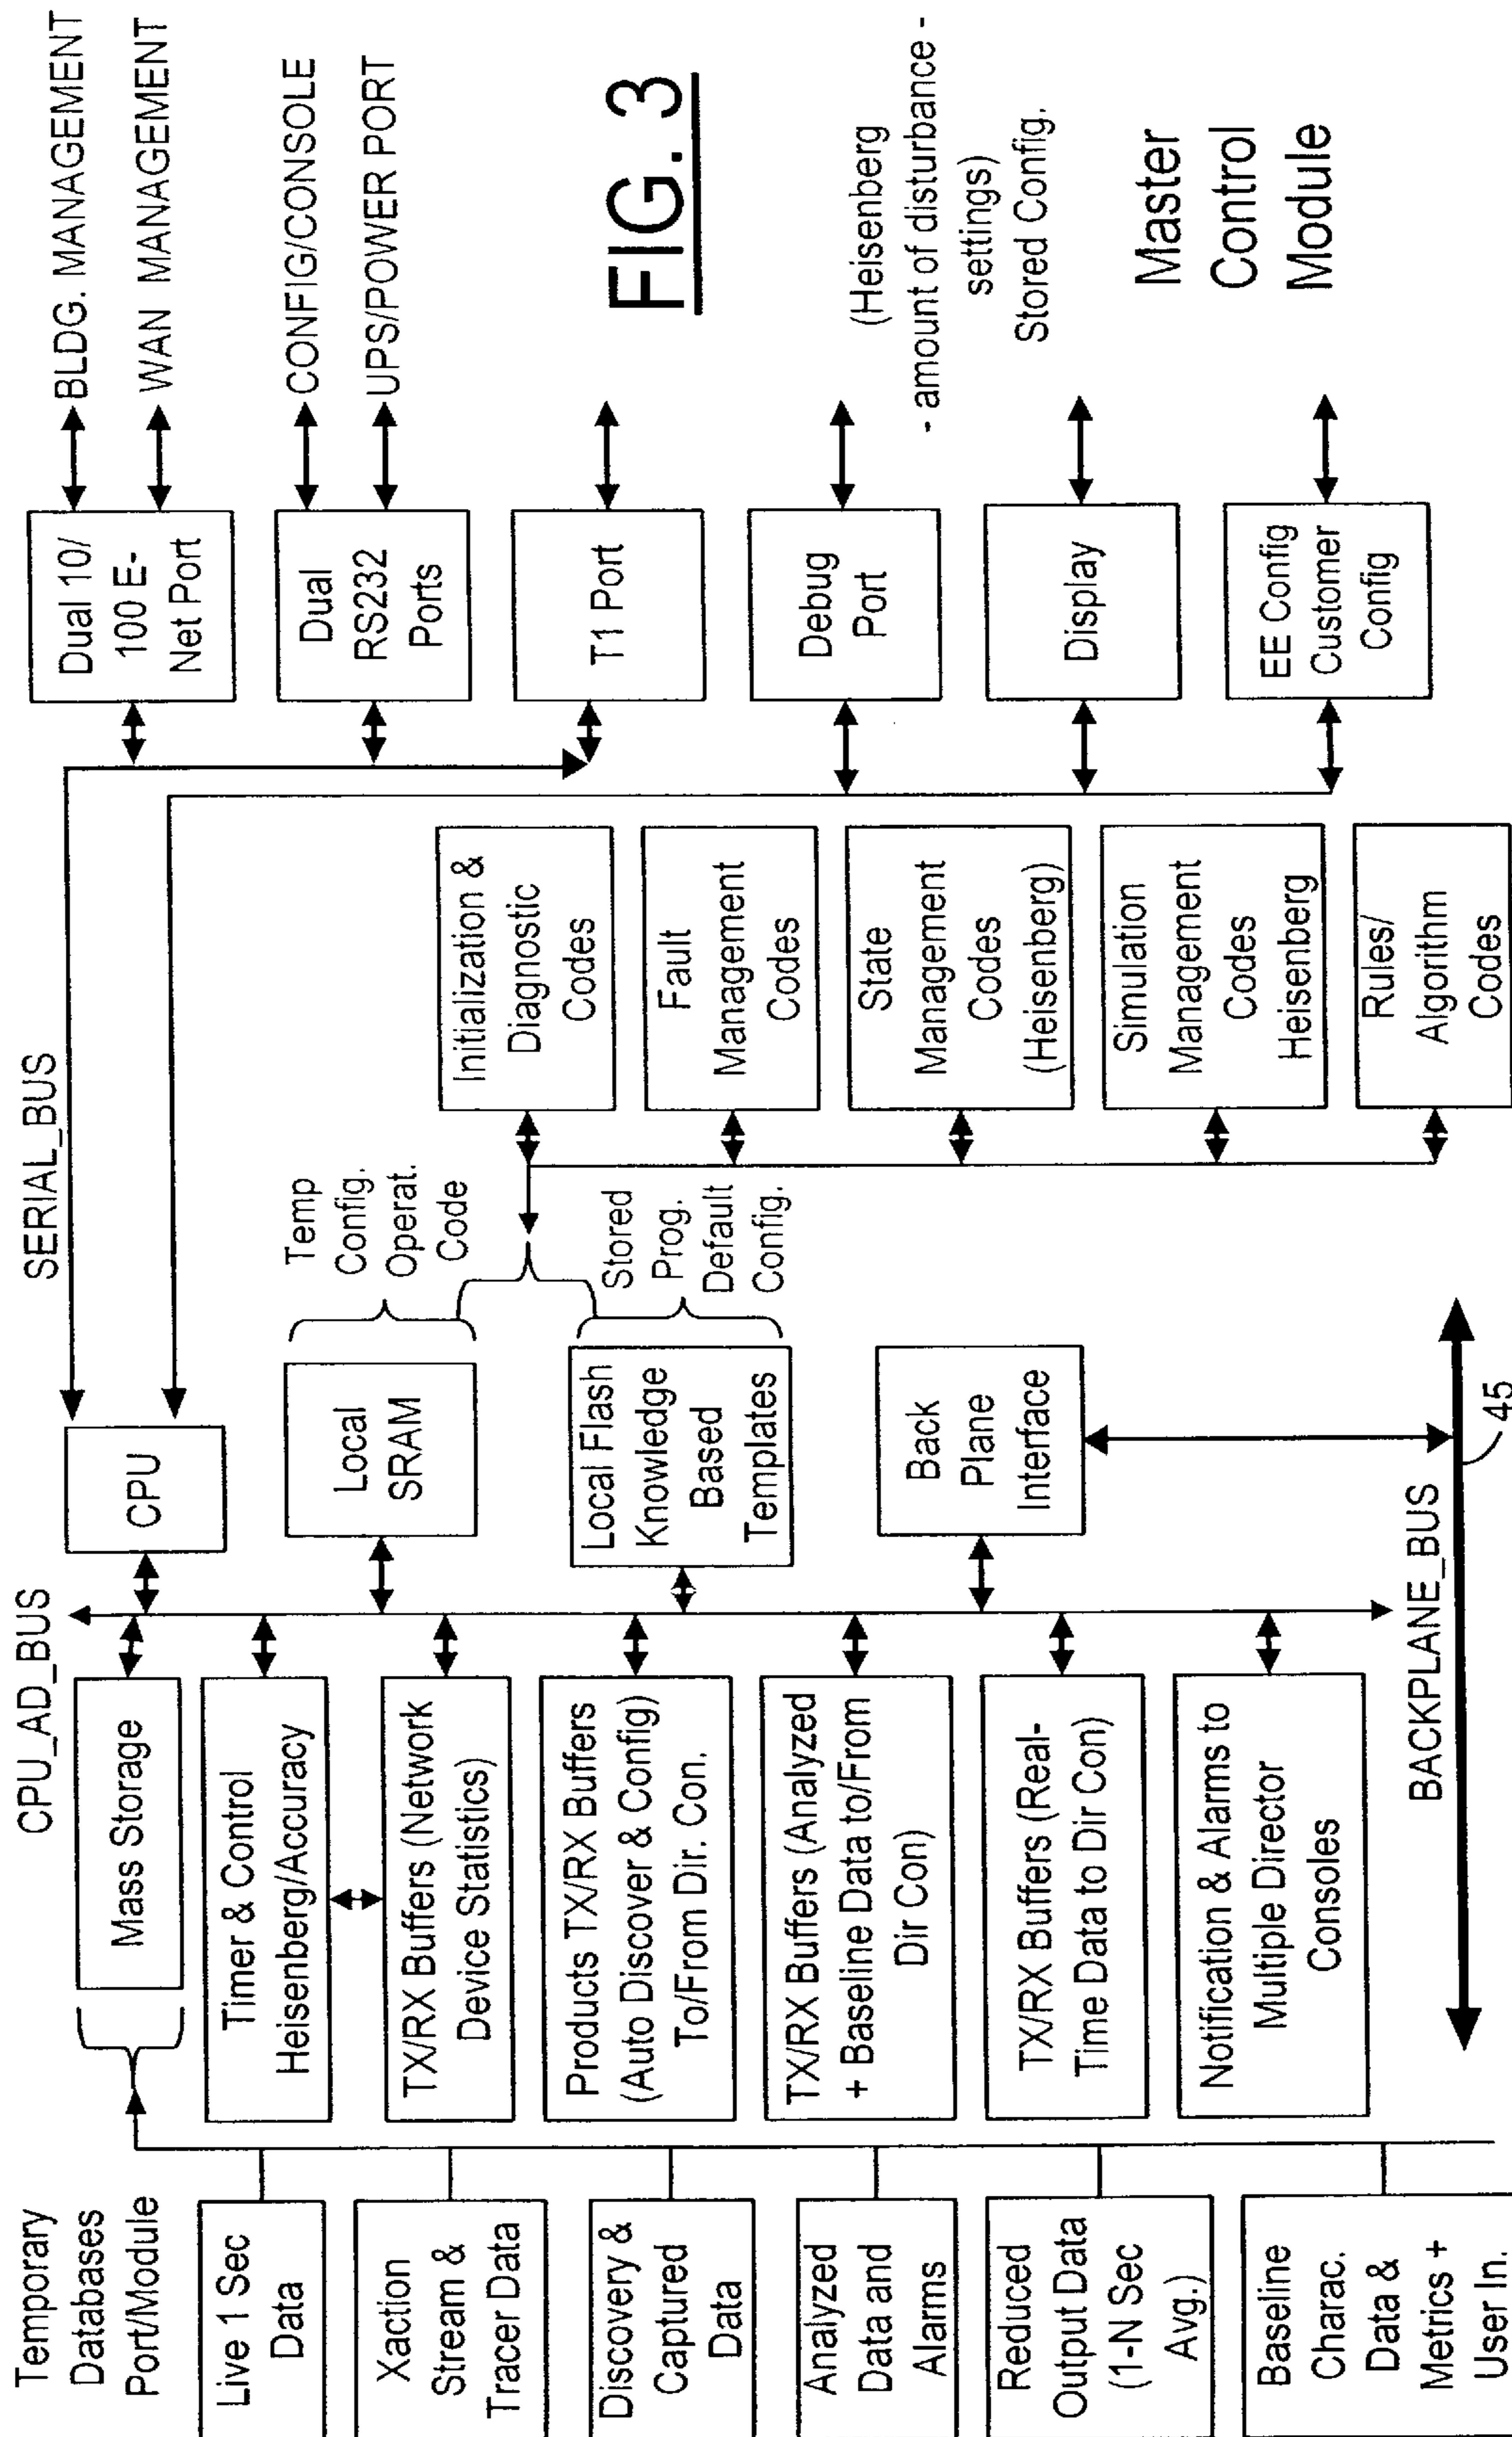 Temporary
Databases
Port/Module
Live 1 Sec
Data
Xaction
Stream &
Tracer Data
Discovery &
Captured
Data
Analyzed
Data and
Alarms
Reduced
Output Data
(1-N Sec
Avg.)
Baseline
Charac.
Data &
Metrics +
User In.
CPU_AD_BUS
Mass Storage
Timer & Control
Heisenberg/Accuracy
TX/RX Buffers (Network
Device Statistics)
Products TX/RX Buffers
(Auto Discover & Config)
To/From Dir. Con.
TX/RX Buffers (Analyzed
+ Baseline Data to/From
Dir Con)
TX/RX Buffers (Real-
Time Data to Dir Con)
Notification & Alarms to
Multiple Director
Consoles
CPU
Local
SRAM
Local Flash
Knowledge
Based
Templates
Back
Plane
Interface
BACKPLANE_BUS
45
SERIAL_BUS
Temp
Config.
Operat.
Code
Stored
Prog.
Default
Config.
Initialization &
Diagnostic
Codes
Fault
Management
Codes
State
Management
Codes
(Heisenberg)
Simulation
Management
Codes
Heisenberg
Rules/
Algorithm
Codes
Dual 10/
100 E-
Net Port
Dual
RS232
Ports
T1 Port
Debug
Port
Display
EE Config
Customer
Config
BLDG. MANAGEMENT
WAN MANAGEMENT
CONFIG/CONSOLE
UPS/POWER PORT
FIG. 3
(Heisenberg
- amount of disturbance -
settings)
Stored Config.
Master
Control
Module